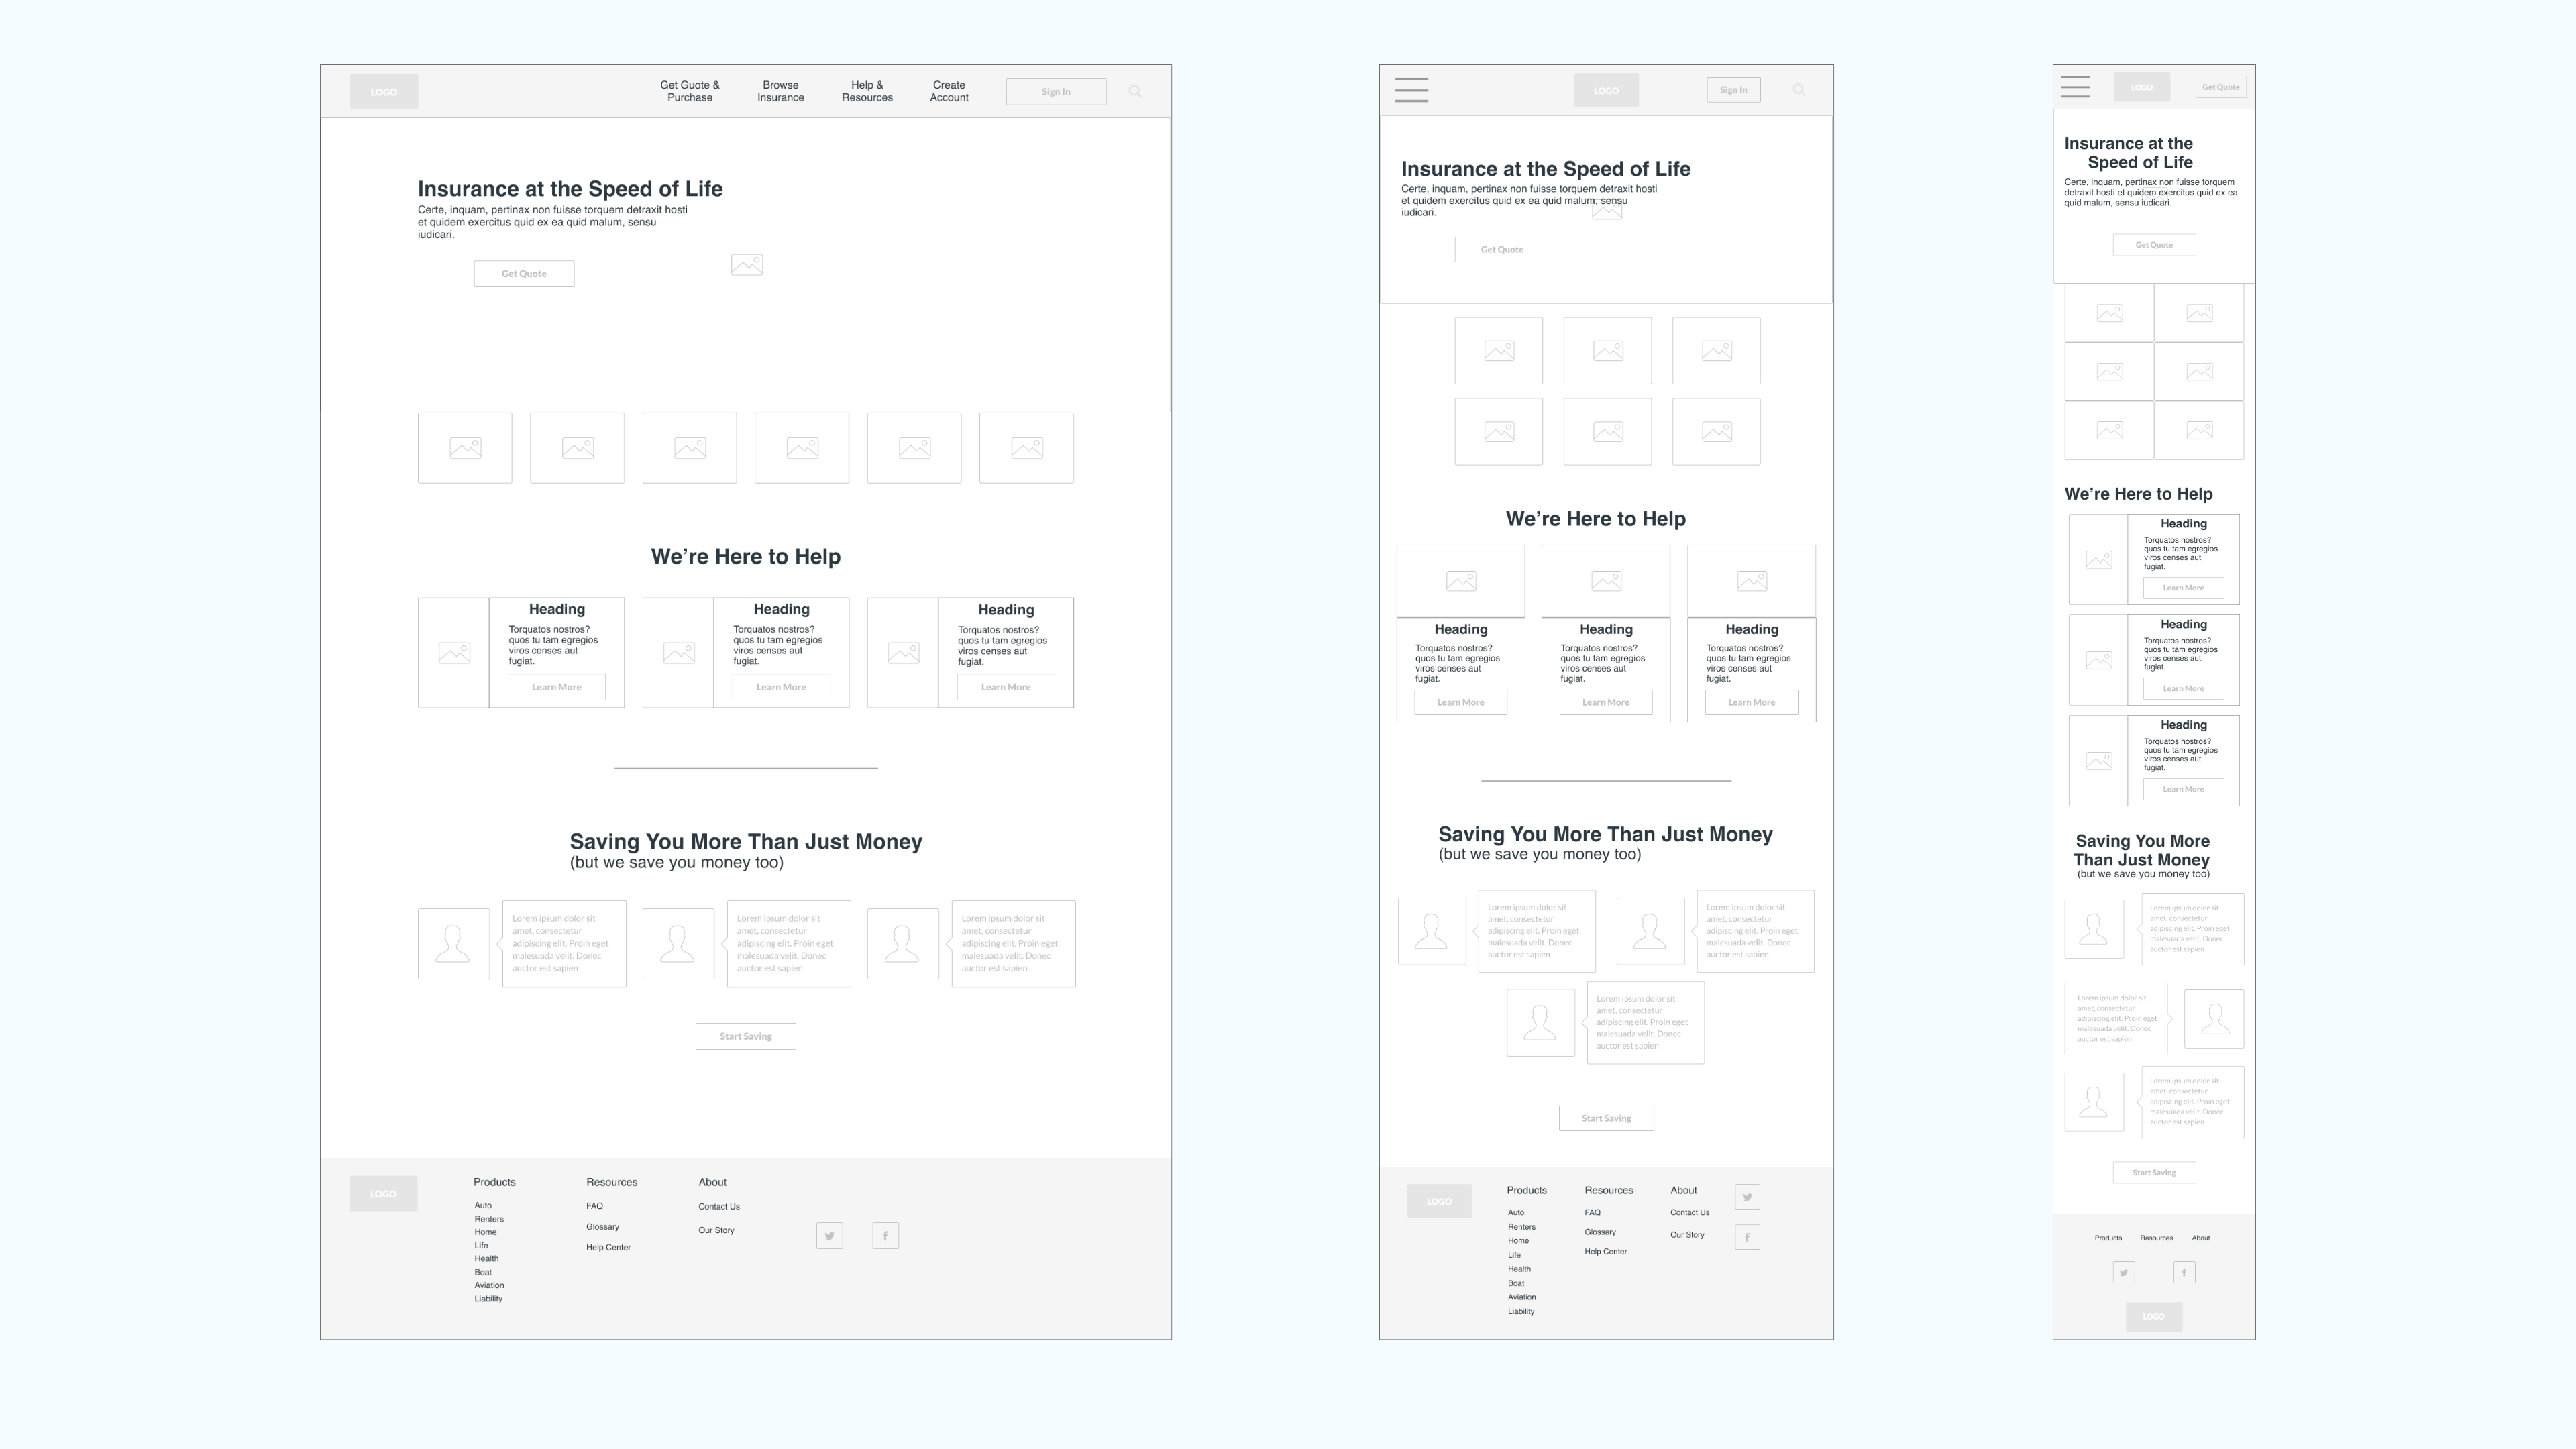 LOGO
Get Guote &
Purchase
Browse
Insurance
Help &
Resources
Create
Account
Sign In
Insurance at the Speed of Life
Certe, inquam, pertinax non fuisse torquem detraxit hosti
et quidem exercitus quid ex ea quid malum, sensu
iudicari.
Get Quote
We're Here to Help
Heading
Torquatos nostros?
quos tu tam egregios
viros censes aut
fugiat.
Learn More
Heading
Torquatos nostros?
quos tu tam egregios
viros censes aut
fugiat.
Learn More
Heading
Torquatos nostros?
quos tu tam egregios
viros censes aut
fugiat.
Learn More
Saving You More Than Just Money
(but we save you money too)
Lorem ipsum dolor sit
amet, consectetur
adipiscing elit. Proin eget
malesuada velit. Donec
auctor est sapien
Lorem ipsum dolor sit
amet, consectetur
adipiscing elit. Proin eget
malesuada velit. Donec
auctor est sapien
Lorem ipsum dolor sit
amet, consectetur
adipiscing elit. Proin eget
malesuada velit. Donec
auctor est sapien
Start Saving
LOGO
Products
Auto
Renters
Home
Life
Health
Boat
Aviation
Liability
Resources
FAQ
Glossary
Help Center
About
Contact Us
Our Story
LOGO
Sign In
Insurance at the Speed of Life
Certe, inquam, pertinax non fuisse torquem detraxit hosti
et quidem exercitus quid ex ea quid malum, sensu
iudicari.
Get Quote
We're Here to Help
Heading
Torquatos nostros?
quos tu tam egregios
viros censes aut
fugiat.
Learn More
Heading
Torquatos nostros?
quos tu tam egregios
viros censes aut
fugiat.
Learn More
Heading
Torquatos nostros?
quos tu tam egregios
viros censes aut
fugiat.
Learn More
Saving You More Than Just Money
(but we save you money too)
Lorem ipsum dolor sit
amet, consectetur
adipiscing elit. Proin eget
malesuada velit. Donec
auctor est sapien
Lorem ipsum dolor sit
amet, consectetur
adipiscing elit. Proin eget
malesuada velit. Donec
auctor est sapien
Lorem ipsum dolor sit
amet, consectetur
adipiscing elit. Proin eget
malesuada velit. Donec
auctor est sapien
Start Saving
LOGO
Products
Auto
Renters
Home
Life
Health
Boat
Aviation
Liability
Resources
FAQ
Glossary
Help Center
About
Contact Us
Our Story
LOGO
Get Quote
Insurance at the
Speed of Life
Certe, inquam, pertinax non fuisse torquem
detraxit hosti et quidem exercitus quid ex ea
quid malum, sensu iudicari.
Get Quote
We're Here to Help
Heading
Torquatos nostros?
quos tu tam egregios
viros censes aut
fugiat.
Learn More
Heading
Torquatos nostros?
quos tu tam egregios
viros censes aut
fugiat.
Learn More
Heading
Torquatos nostros?
quos tu tam egregios
viros censes aut
fugiat.
Learn More
Saving You More
Than Just Money
(but we save you money too)
Lorem ipsum dolor sit
amet, consectetur
adipiscing elit. Proin eget
malesuada velit. Donec
auctor est sapien
Lorem ipsum dolor sit
amet, consectetur
adipiscing elit. Proin eget
malesuada velit. Donec
auctor est sapien
Lorem ipsum dolor sit
amet, consectetur
adipiscing elit. Proin eget
malesuada velit. Donec
auctor est sapien
Start Saving
Products
Resources
About
LOGO